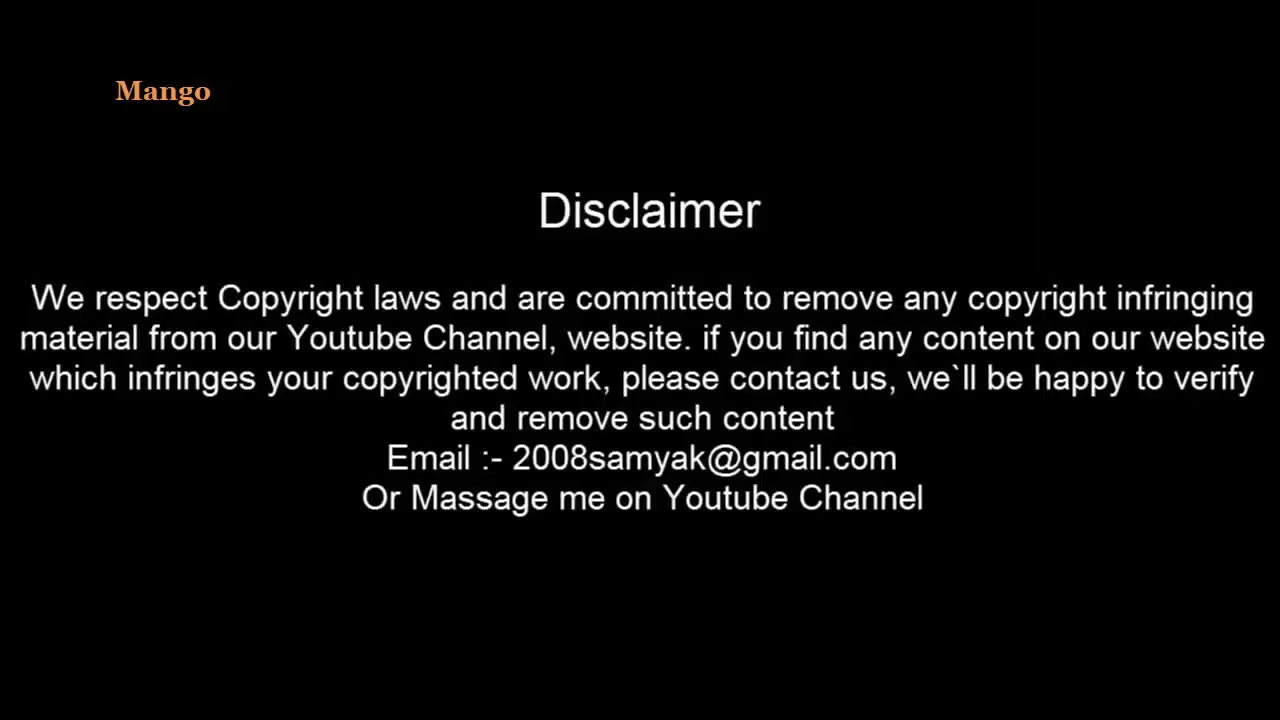 Mango
Disclaimer
We respect Copyright laws and are committed to remove any copyright infringing
material from our Youtube Channel, website. if you find any content on our website
which infringes your copyrighted work, please contact us, we`ll be happy to verify
and remove such content
Email :- 2008samyak@gmail.com
Or Massage me on Youtube Channel